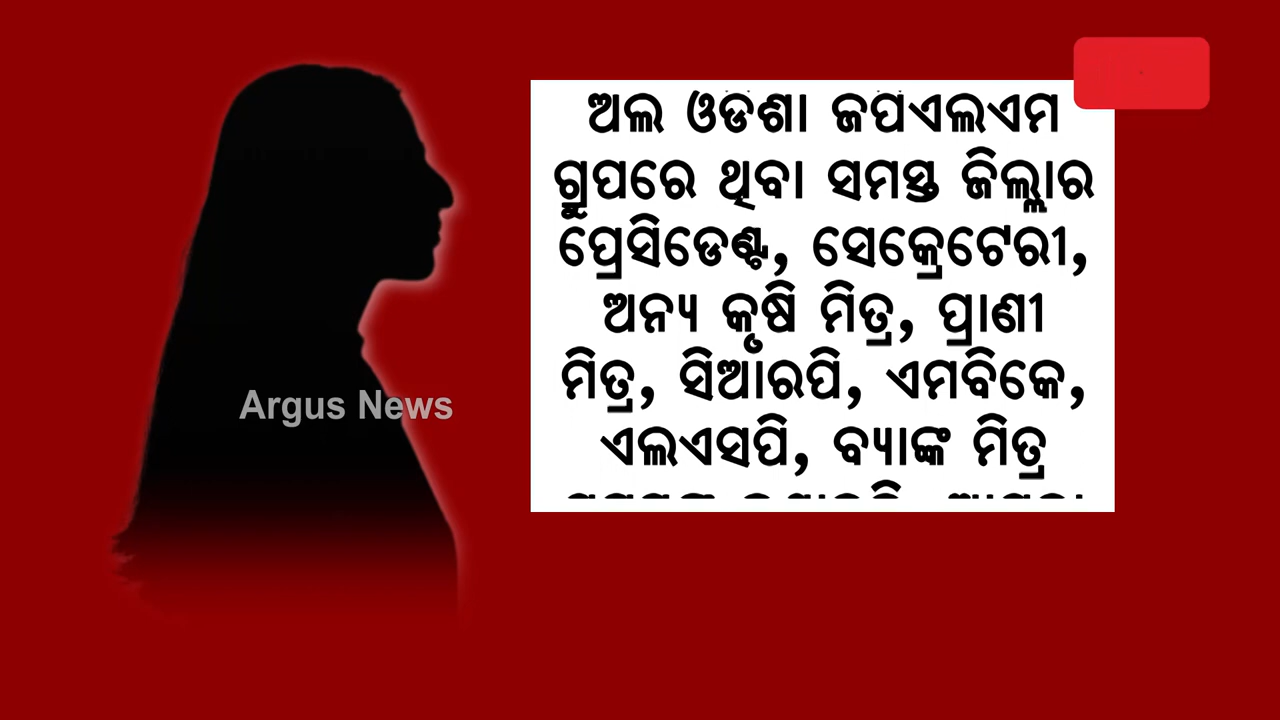 ଅଲ ଓଡିଶା ଜପିଏଲଏମ
ଗ୍ରୁପରେ ଥିବା ସମସ୍ତ ଜିଲ୍ଲାର
ପ୍ରେସିଡେଣ୍ଟ, ସେକ୍ରେଟେରୀ,
ଅନ୍ୟ କୃଷି ମିତ୍ର, ପ୍ରାଣୀ
ମିତ୍ର, ସିଆରପି, ଏମବିକେ,
ଏଲଏସପି, ବ୍ୟାଙ୍କ ମିତ୍ର
Argus News